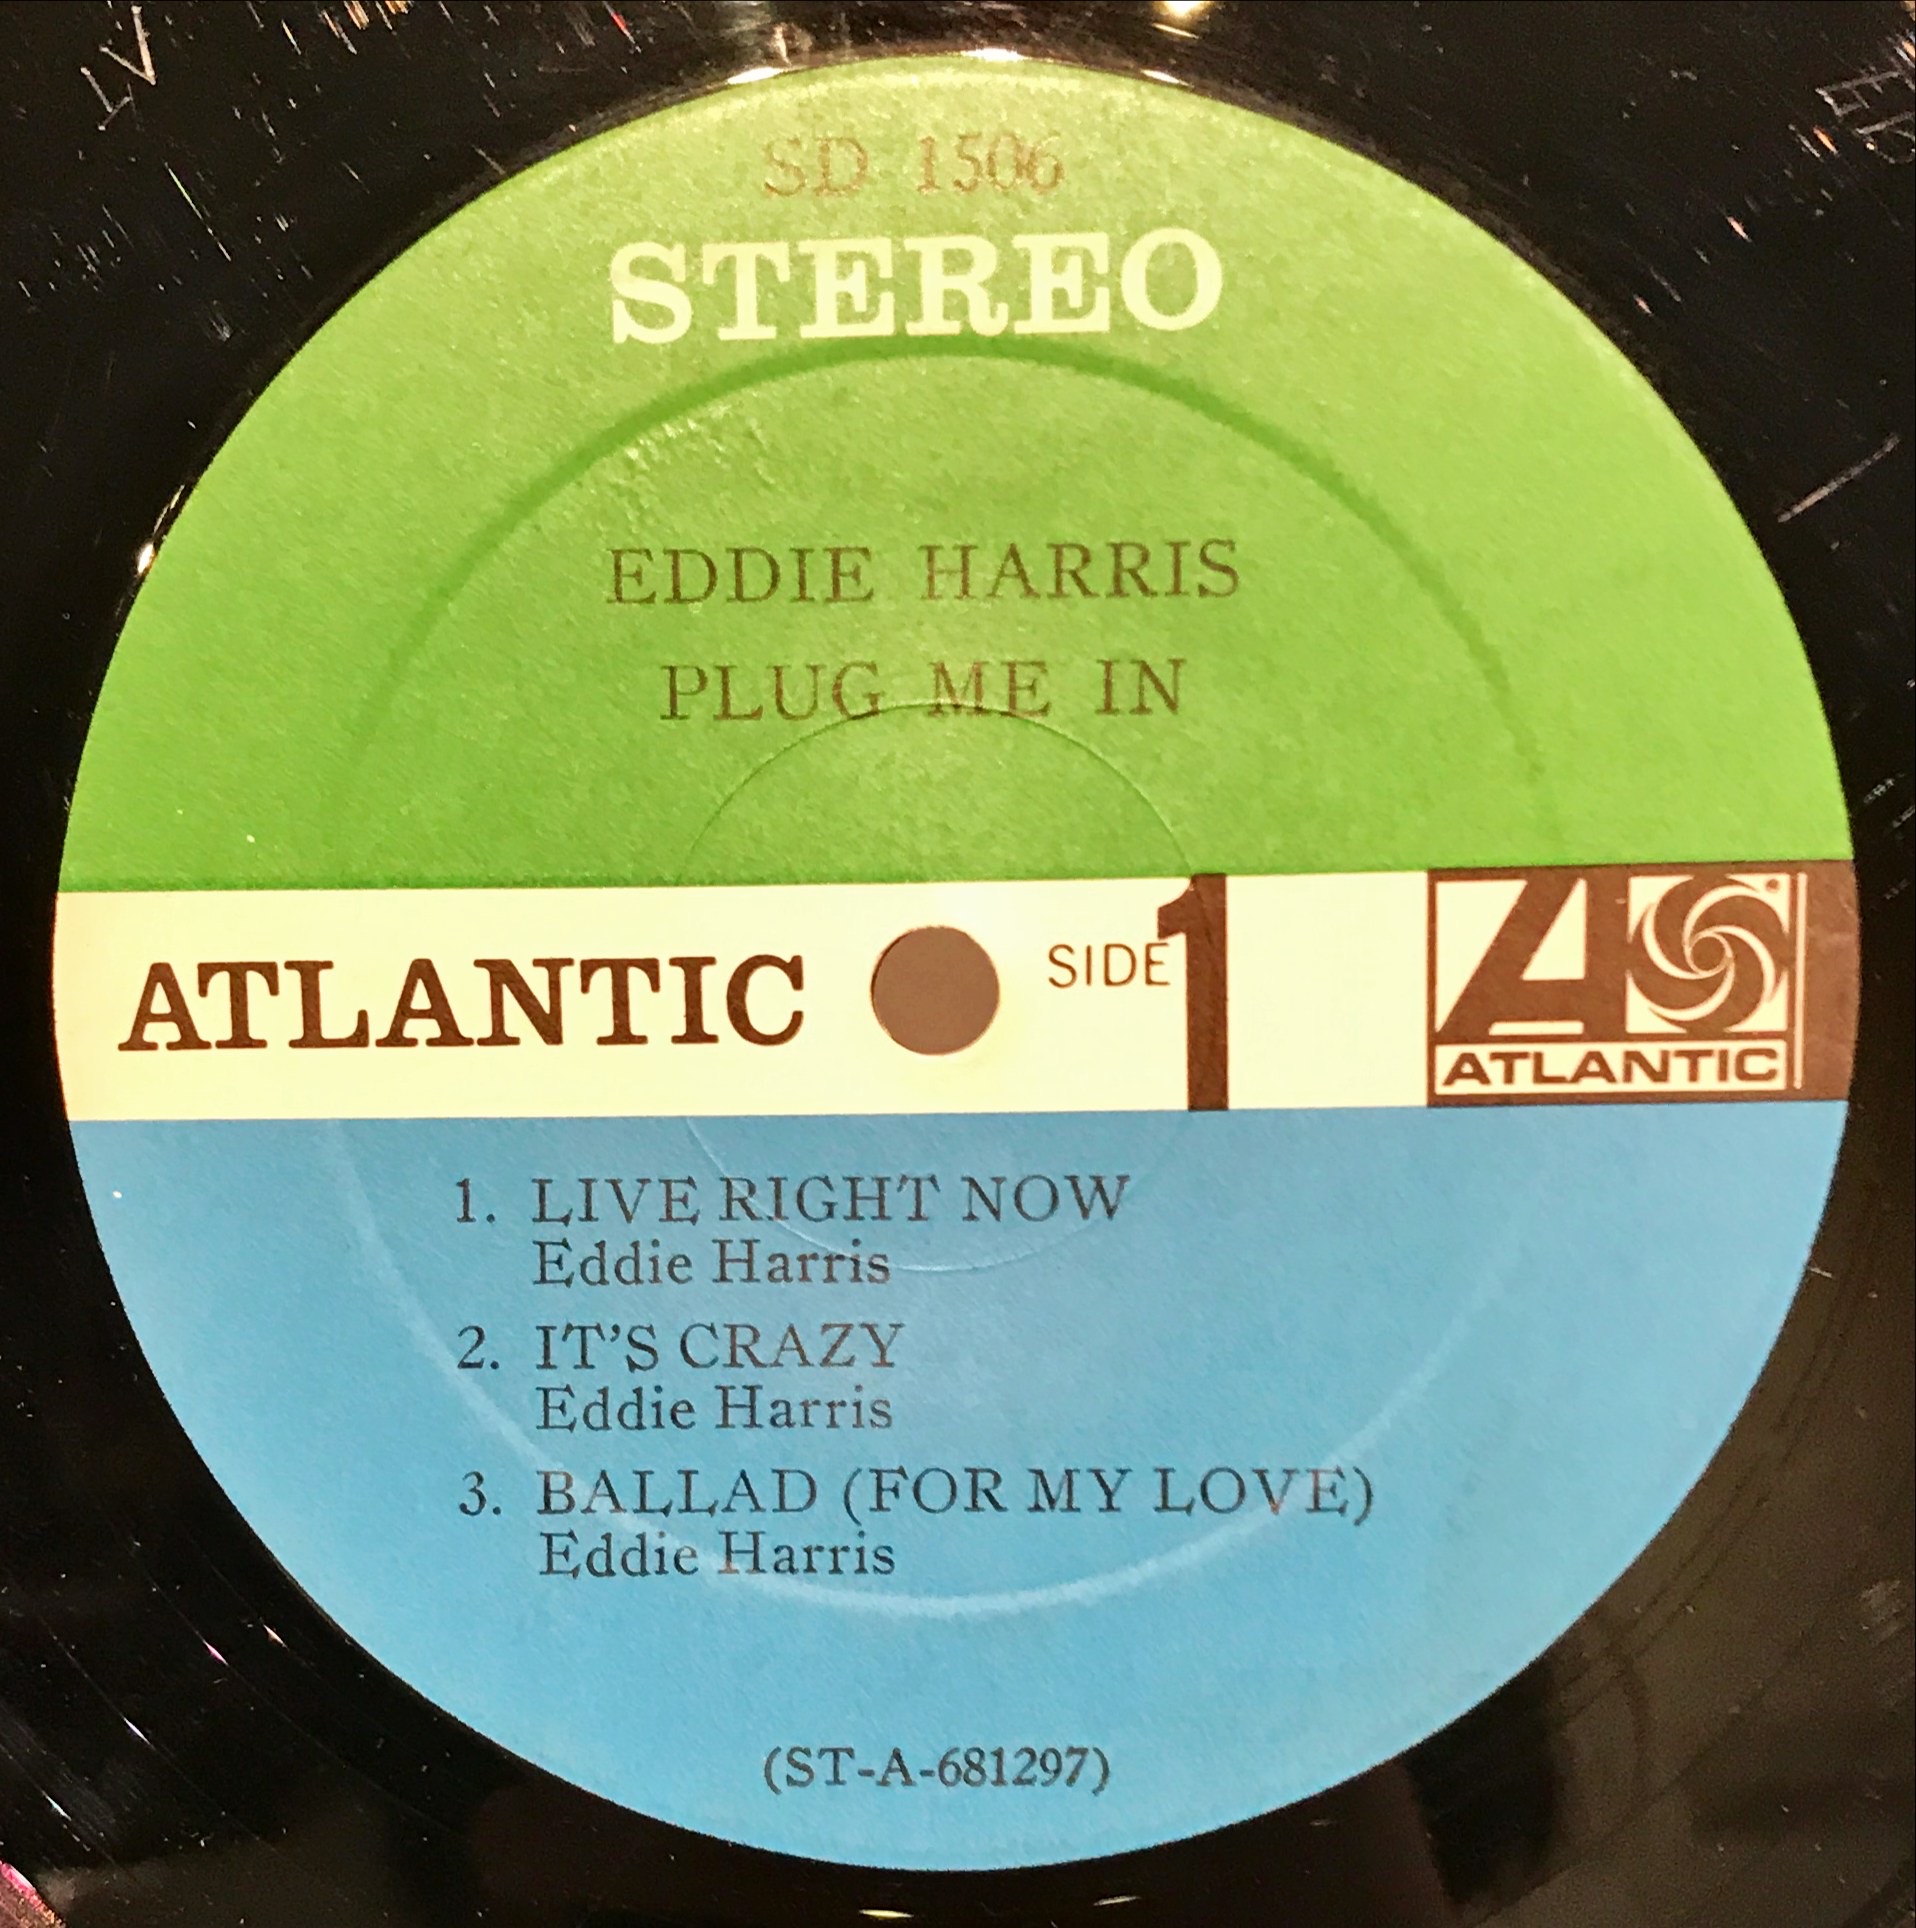 LV
SD 1506
STEREO
EDDIE HARRIS
PLUG ME IN
ATLANTIC
SIDE 1
A
ATLANTIC
1. LIVE RIGHT NOW
Eddie Harris
2. IT'S CRAZY
Eddie Harris
3. BALLAD (FOR MY LOVE)
Eddie Harris
(ST-A-681297)